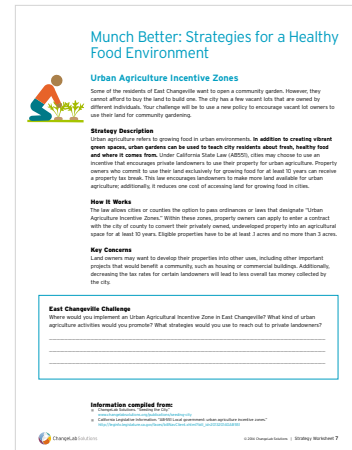 Munch Better: Strategies for a Healthy
Food Environment
Urban Agriculture Incentive Zones
Some of the residents of East Changeville want to open a community garden. However, they
cannot afford to buy the land to build one. The city has a few vacant lots that are owned by
different individuals. Your challenge will be to use a new policy to encourage vacant lot owners to
use their land for community gardening.
Strategy Description
Urban agriculture refers to growing food in urban environments. In addition to creating vibrant
green spaces, urban gardens can be used to teach city residents about fresh, healthy food
and where it comes from. Under California State Law (AB551), cities may choose to use an
incentive that encourages private landowners to use their property for urban agriculture. Property
owners who commit to use their land exclusively for growing food for at least 10 years can receive
a property tax break. This law encourages landowners to make more land available for urban
agriculture; additionally, it reduces one cost of accessing land for growing food in cities.
How It Works
The law allows cities or counties the option to pass ordinances or laws that designate "Urban
Agriculture Incentive Zones." Within these zones, property owners can apply to enter a contract
with the city of county to convert their privately owned, undeveloped property into an agricultural
space for at least 10 years. Eligible properties have to be at least .1 acres and no more than 3 acres.
Key Concerns
Land owners may want to develop their properties into other uses, including other important
projects that would benefit a community, such as housing or commercial buildings. Additionally,
decreasing the tax rates for certain landowners will lead to less overall tax money collected by
the city.
East Changeville Challenge
Where would you implement an Urban Agricultural Incentive Zone in East Changeville? What kind of urban
agriculture activities would you promote? What strategies would you use to reach out to private landowners?
Information compiled from:
ChangeLab Solutions. "Seeding the City."
www.changelabsolutions.org/publications/seeding-city
California Legislative Information. "AB-551 Local government: urban agriculture incentive zones."
ChangeLab Solutions
© 2016 ChangeLab Solutions | Strategy Worksheet 7